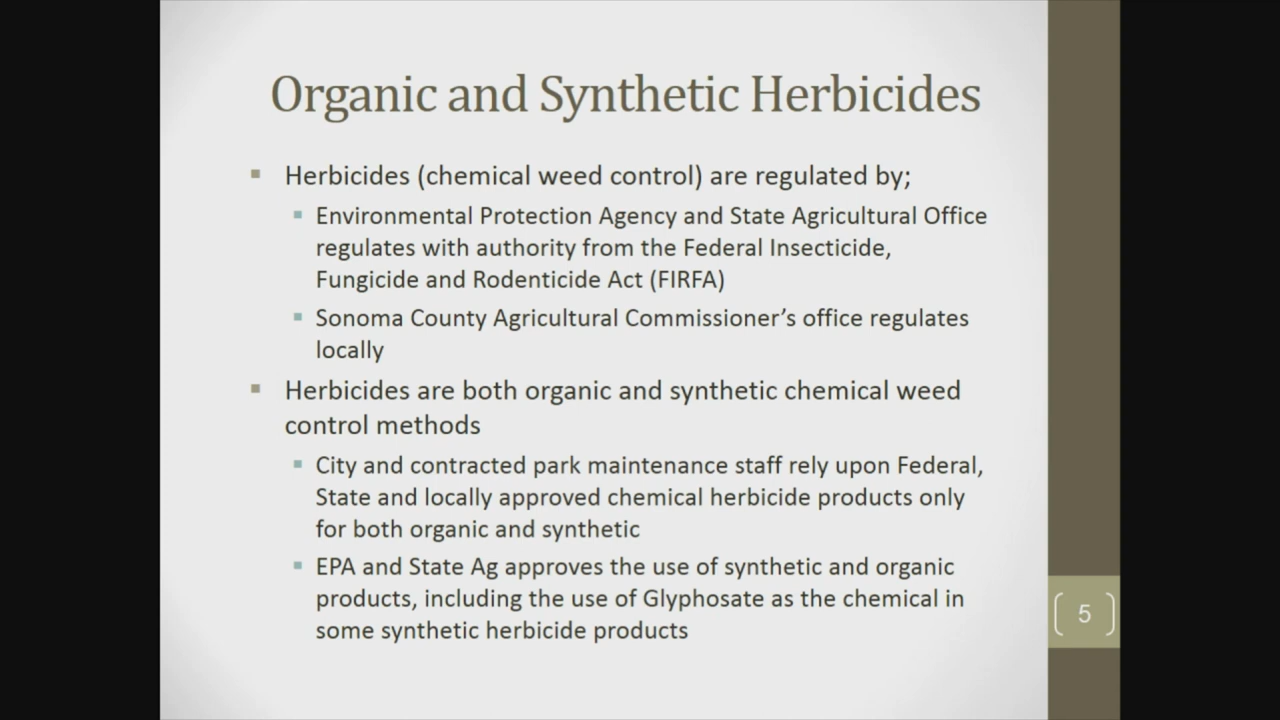 Organic and Synthetic Herbicides
Herbicides (chemical weed control) are regulated by;
Environmental Protection Agency and State Agricultural Office
regulates with authority from the Federal Insecticide,
Fungicide and Rodenticide Act (FIRFA)
Sonoma County Agricultural Commissioner’s office regulates
locally
Herbicides are both organic and synthetic chemical weed
control methods
City and contracted park maintenance staff rely upon Federal,
State and locally approved chemical herbicide products only
for both organic and synthetic
EPA and State Ag approves the use of synthetic and organic
products, including the use of Glyphosate as the chemical in
some synthetic herbicide products
5